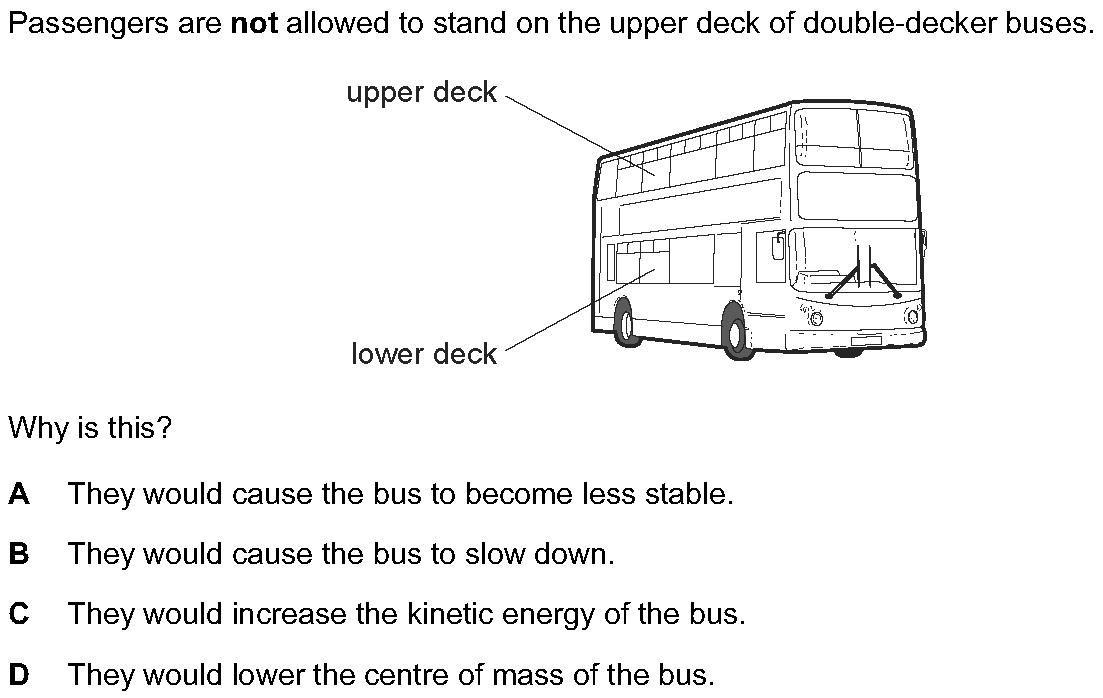 Passengers are not allowed to stand on the upper deck of double-decker buses.
upper deck
lower deck
Why is this?
A They would cause the bus to become less stable.
B They would cause the bus to slow down.
C They would increase the kinetic energy of the bus.
D They would lower the centre of mass of the bus.